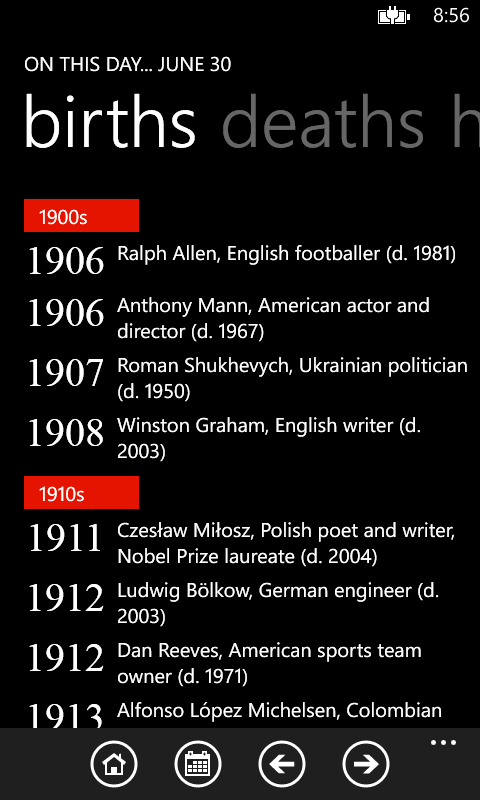 8:56
ON THIS DAY... JUNE 30
births deaths h
1900s
1906 Ralph Allen, English footballer (d. 1981)
1906 Anthony Mann, American actor and
director (d. 1967)
1907 Roman Shukhevych, Ukrainian politician
(d. 1950)
1908 Winston Graham, English writer (d.
2003)
1910s
1911 Czesław Miłosz, Polish poet and writer,
Nobel Prize laureate (d. 2004)
1912 Ludwig Bölkow, German engineer (d.
2003)
1912 Dan Reeves, American sports team
owner (d. 1971)
1913 Alfonso López Michelsen, Colombian